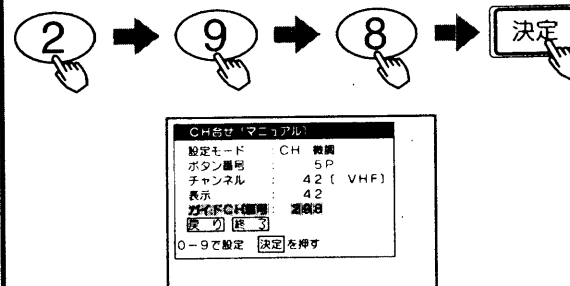 2 9 8 決定
CH合せ（マニュアル）
設定モード : CH 微調
ボタン番号 : 5P
チャンネル : 42( VHF)
表示 : 42
ガイドCH番号 : 298
戻り 終了
0-9で設定 決定を押す